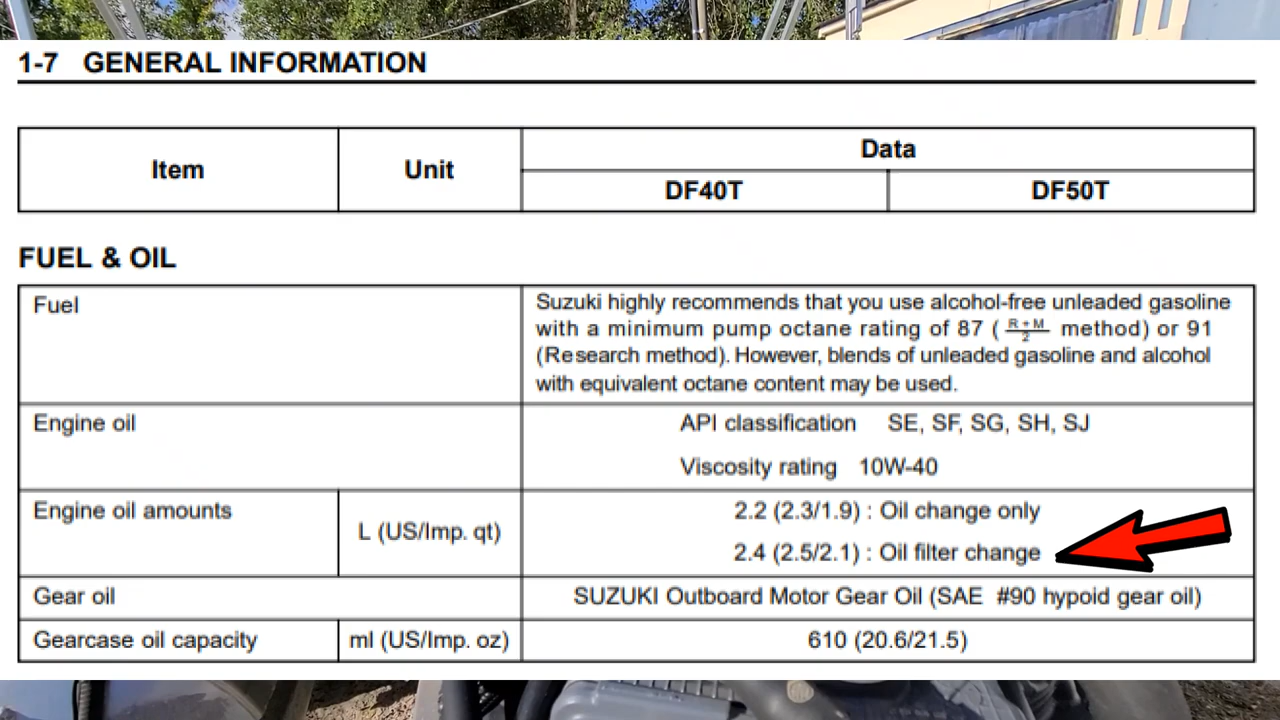 1-7 GENERAL INFORMATION
Item
Unit
Data
DF40T
DF50T
FUEL & OIL
Fuel
Suzuki highly recommends that you use alcohol-free unleaded gasoline
with a minimum pump octane rating of 87 ( R + M / 2 method) or 91
(Research method). However, blends of unleaded gasoline and alcohol
with equivalent octane content may be used.
Engine oil
API classification SE, SF, SG, SH, SJ
Viscosity rating 10W-40
Engine oil amounts
L (US/Imp. qt)
2.2 (2.3/1.9) : Oil change only
2.4 (2.5/2.1) : Oil filter change
Gear oil
SUZUKI Outboard Motor Gear Oil (SAE #90 hypoid gear oil)
Gearcase oil capacity
ml (US/Imp. oz)
610 (20.6/21.5)